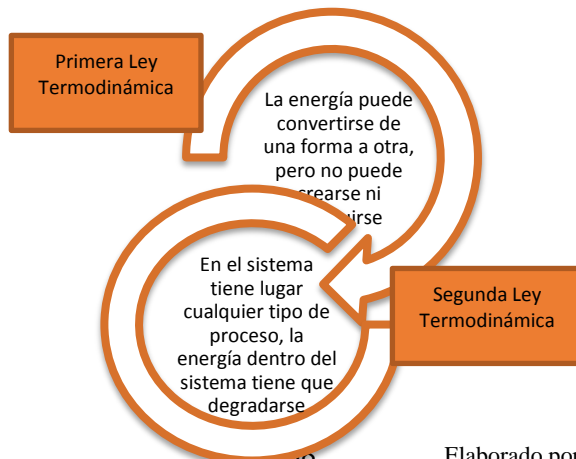 Primera Ley
Termodinámica
La energía puede
convertirse de
una forma a otra,
pero no puede
crearse ni
En el sistema
tiene lugar
cualquier tipo de
proceso, la
energía dentro del
sistema tiene que
degradarse
Segunda Ley
Termodinámica
Elaborado por